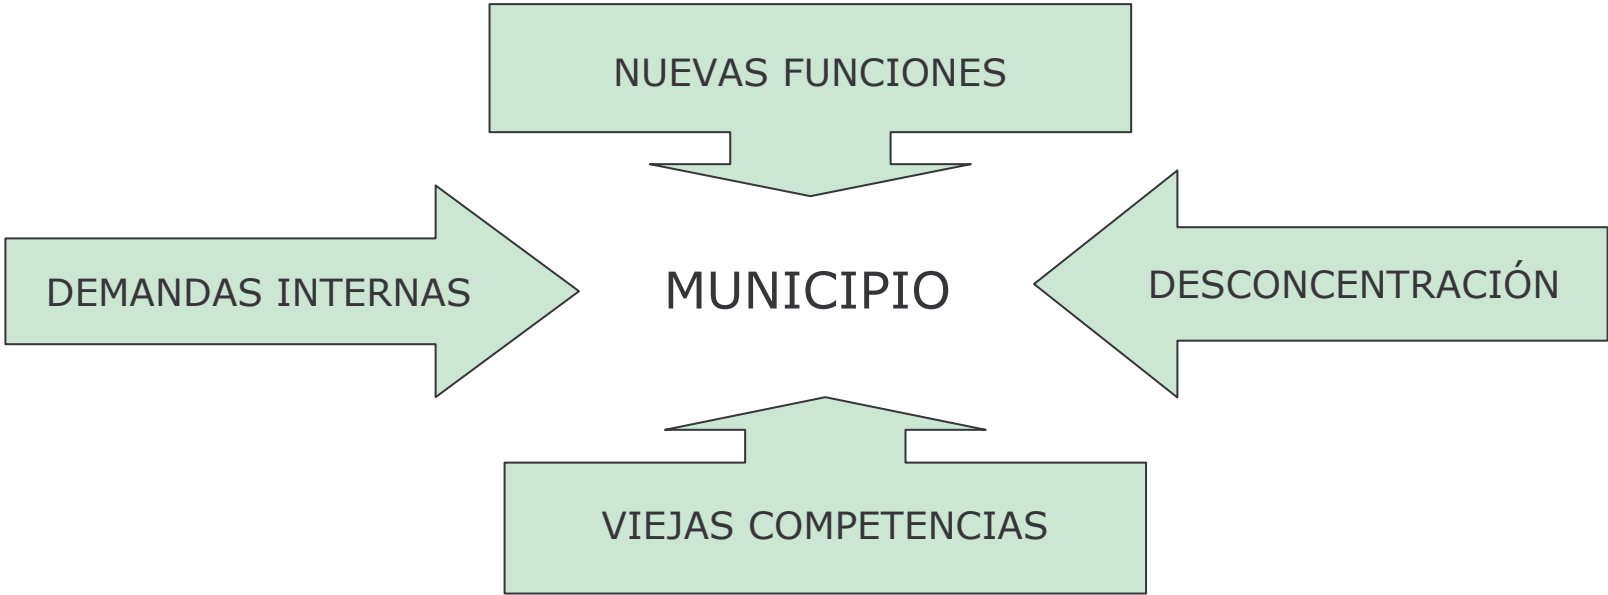 NUEVAS FUNCIONES
DEMANDAS INTERNAS
MUNICIPIO
DESCONCENTRACIÓN
VIEJAS COMPETENCIAS